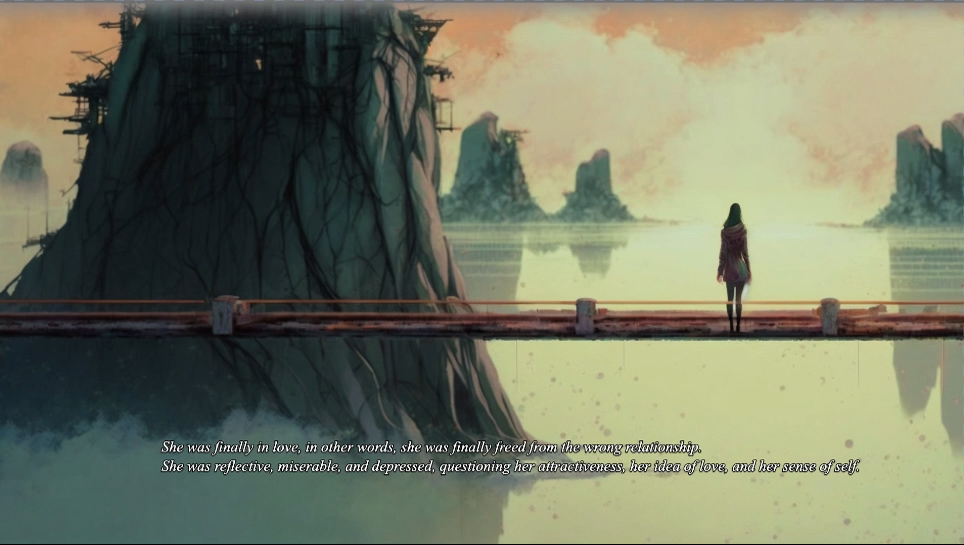 She was finally in love, in other words, she was finally freed from the wrong relationship.
She was reflective, miserable, and depressed, questioning her attractiveness, her idea of love, and her sense of self.